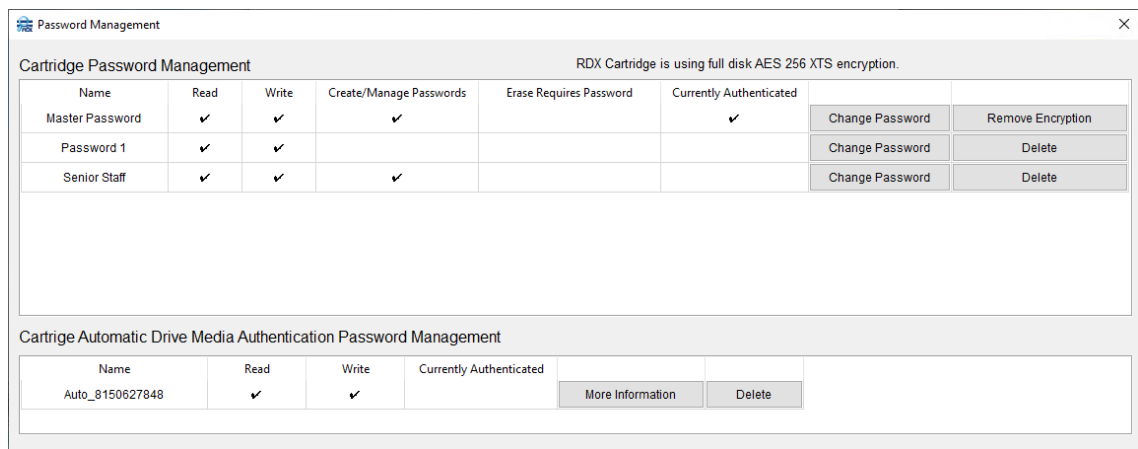 Password Management
Cartridge Password Management RDX Cartridge is using full disk AES 256 XTS encryption.
Name Read Write Create/Manage Passwords Erase Requires Password Currently Authenticated
Master Password ✔ ✔ ✔ ✔ Change Password Remove Encryption
Password 1 ✔ ✔ Change Password Delete
Senior Staff ✔ ✔ ✔ Change Password Delete
Cartrige Automatic Drive Media Authentication Password Management
Name Read Write Currently Authenticated
Auto_8150627848 ✔ ✔ More Information Delete